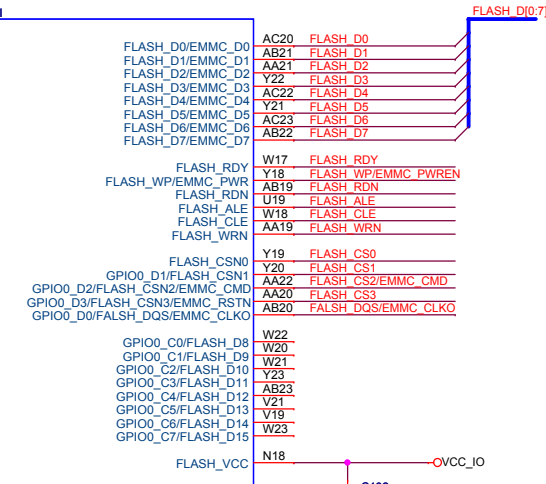 FLASH_D[0:7]
FLASH_D0/EMMC_D0 AC20 FLASH_D0
FLASH_D1/EMMC_D1 AB21 FLASH_D1
FLASH_D2/EMMC_D2 AA21 FLASH_D2
FLASH_D3/EMMC_D3 Y22 FLASH_D3
FLASH_D4/EMMC_D4 AC22 FLASH_D4
FLASH_D5/EMMC_D5 Y21 FLASH_D5
FLASH_D6/EMMC_D6 AC23 FLASH_D6
FLASH_D7/EMMC_D7 AB22 FLASH_D7
FLASH_RDY W17 FLASH_RDY
FLASH_WP/EMMC_PWR Y18 FLASH_WP/EMMC_PWREN
FLASH_RDN AB19 FLASH_RDN
FLASH_ALE U19 FLASH_ALE
FLASH_CLE W18 FLASH_CLE
FLASH_WRN AA19 FLASH_WRN
FLASH_CSN0 Y19 FLASH_CS0
GPIO0_D1/FLASH_CSN1 Y20 FLASH_CS1
GPIO0_D2/FLASH_CSN2/EMMC_CMD AA22 FLASH_CS2/EMMC_CMD
GPIO0_D3/FLASH_CSN3/EMMC_RSTN AA20 FLASH_CS3
GPIO0_D0/FALSH_DQS/EMMC_CLKO AB20 FALSH_DQS/EMMC_CLKO
GPIO0_C0/FLASH_D8 W22
GPIO0_C1/FLASH_D9 W20
GPIO0_C2/FLASH_D10 W21
GPIO0_C3/FLASH_D11 Y23
GPIO0_C4/FLASH_D12 AB23
GPIO0_C5/FLASH_D13 V21
GPIO0_C6/FLASH_D14 V19
GPIO0_C7/FLASH_D15 W23
FLASH_VCC N18 VCC_IO